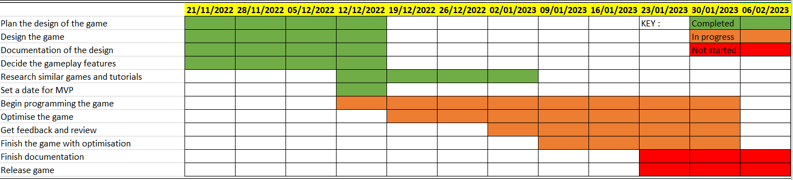 21/11/2022 28/11/2022 05/12/2022 12/12/2022 19/12/2022 26/12/2022 02/01/2023 09/01/2023 16/01/2023 23/01/2023 30/01/2023 06/02/2023
Plan the design of the game KEY : Completed
Design the game In progress
Documentation of the design Not started
Decide the gameplay features
Research similar games and tutorials
Set a date for MVP
Begin programming the game
Optimise the game
Get feedback and review
Finish the game with optimisation
Finish documentation
Release game